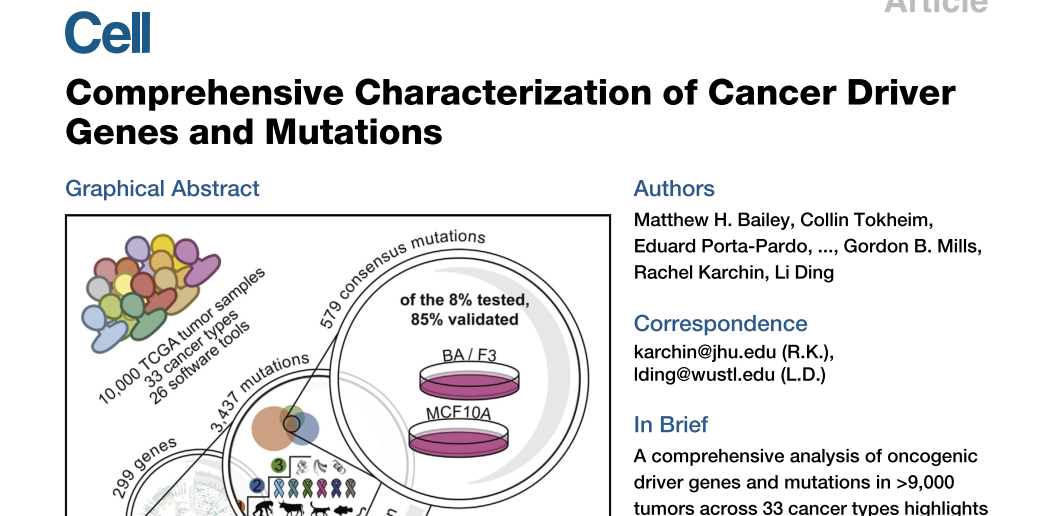 Article
Cell
Comprehensive Characterization of Cancer Driver
Genes and Mutations
Graphical Abstract
10,000 TCGA tumor samples
33 cancer types
26 software tools
299 genes
3,437 mutations
579 consensus mutations
of the 8% tested,
85% validated
BA / F3
MCF10A
3
2
Authors
Matthew H. Bailey, Collin Tokheim,
Eduard Porta-Pardo, ..., Gordon B. Mills,
Rachel Karchin, Li Ding
Correspondence
karchin@jhu.edu (R.K.),
lding@wustl.edu (L.D.)
In Brief
A comprehensive analysis of oncogenic
driver genes and mutations in >9,000
tumors across 33 cancer types highlights